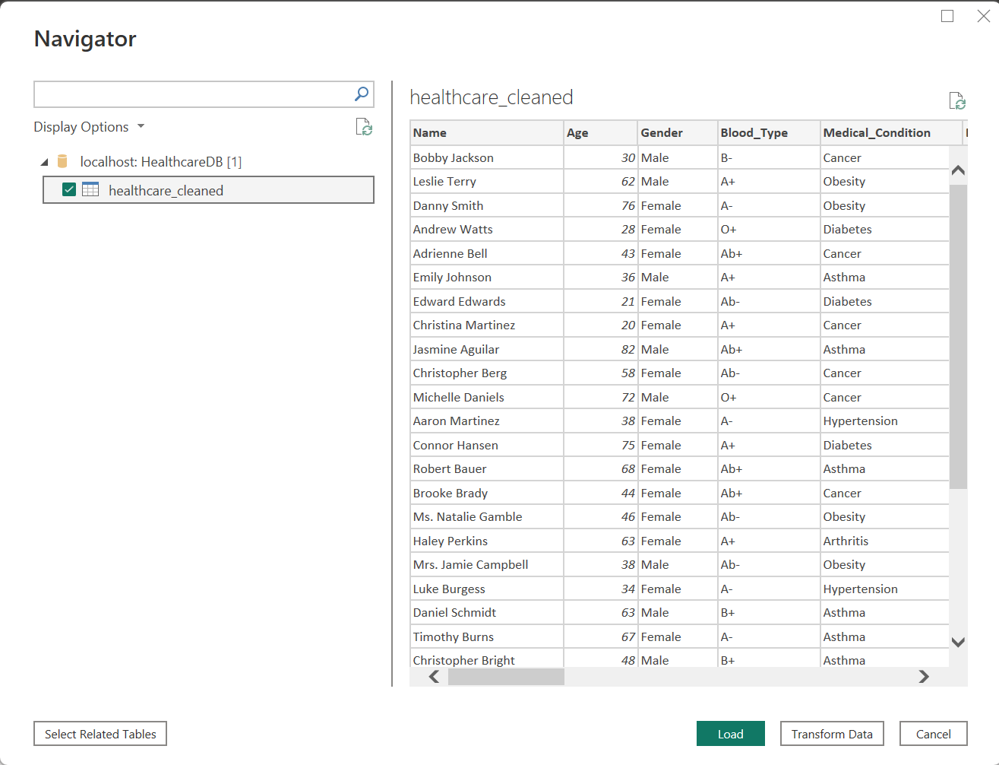 Navigator
Display Options
localhost: HealthcareDB [1]
healthcare_cleaned
healthcare_cleaned
Name Age Gender Blood_Type Medical_Condition
Bobby Jackson 30 Male B- Cancer
Leslie Terry 62 Male A+ Obesity
Danny Smith 76 Female A- Obesity
Andrew Watts 28 Female O+ Diabetes
Adrienne Bell 43 Female Ab+ Cancer
Emily Johnson 36 Male A+ Asthma
Edward Edwards 21 Female Ab- Diabetes
Christina Martinez 20 Female A+ Cancer
Jasmine Aguilar 82 Male Ab+ Asthma
Christopher Berg 58 Female Ab- Cancer
Michelle Daniels 72 Male O+ Cancer
Aaron Martinez 38 Female A- Hypertension
Connor Hansen 75 Female A+ Diabetes
Robert Bauer 68 Female Ab+ Asthma
Brooke Brady 44 Female Ab+ Cancer
Ms. Natalie Gamble 46 Female Ab- Obesity
Haley Perkins 63 Female A+ Arthritis
Mrs. Jamie Campbell 38 Male Ab- Obesity
Luke Burgess 34 Female A- Hypertension
Daniel Schmidt 63 Male B+ Asthma
Timothy Burns 67 Female A- Asthma
Christopher Bright 48 Male B+ Asthma
Select Related Tables
Load
Transform Data
Cancel